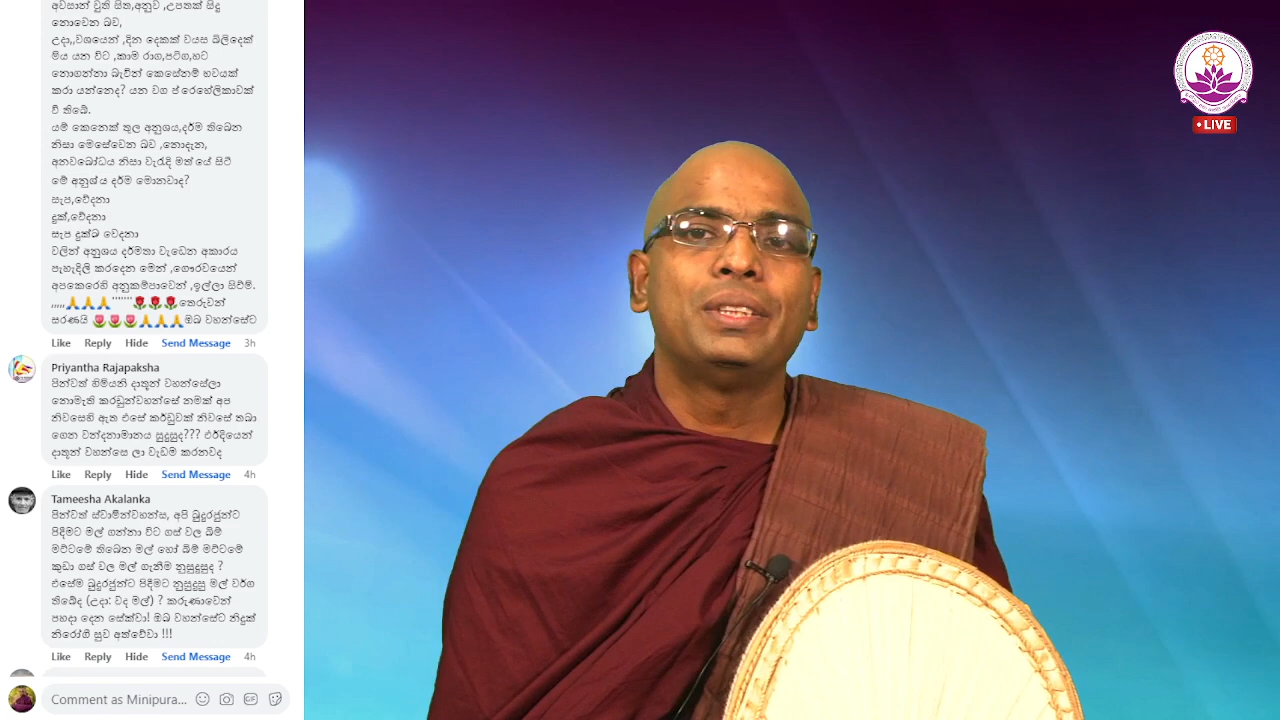 අවසාන් චුති සිත,අනුව ,උපතක් සිදු
නොවෙන බව,
උදා,,වශයෙන් ,දින දෙකක් වයස බිලිදෙක්
මිය යන විට ,කාම රාග,පටිග,හට
නොගන්නා බැවින් කෙසේනම් භවයක්
කරා යන්නෙද? යන වග ප්‍රෙහේලිකාවක්
වී තිබේ.
යම් කෙනෙක් තුල අනුශය,දර්ම තිබෙන
නිසා මෙසේවෙන බව ,නොදැන,
අනවබෝධය නිසා වැරැදි මත් යේ සිටී
මේ අනුශ්ය දර්ම මොනවාද?
සැප,වේදනා
දුක්,වේදනා
සැප දුක්ඛ වෙදනා
වලින් අනුශය දර්මතා වැඩෙන අකාරය
පැහැදිලි කරදෙන මෙන් ,ගෞරවයෙන්
අපකෙරෙහි අනුකම්පාවෙන් ,ඉල්ලා සිටිමි.
,,,,,🙏🙏🙏'''''''🌹🌹🌹තෙරුවන්
සරණයි 🌷🌷🌷🙏🙏🙏ඔබ වහන්සේට
Like Reply Hide Send Message 3h
Priyantha Rajapaksha
පින්වත් හිමියනි දාතුන් වහන්සේලා
නොමැති කරඩුන්වහන්සේ නමක් අප
නිවසෙහි ඇත එසේ කර්ඩුවක් නිවසේ තබා
ගෙන වන්දනාමානය සුදුසුද??? එර්දියෙන්
දාතූන් වහන්සෙ ලා වැඩම කරනවද
Like Reply Hide Send Message 4h
Tameesha Akalanka
පින්වත් ස්වාමින්වහන්ස, අපි බුදුරජුන්ට
පිදීමට මල් ගන්නා විට ගස් වල බිම්
මට්ටමේ තිබෙන මල් හෝ බිම් මට්ටමේ
කුඩා ගස් වල මල් ගැනීම නුසුදුසුද ?
එසේම බුදුරජුන්ට පිදීමට නුසුදුසු මල් වර්ග
තිබේද (උදා: වද මල්) ? කරුණාවෙන්
පහදා දෙන සේක්වා! ඔබ වහන්සේට නිදුක්
නිරෝගී සුව අත්වේවා !!!
Like Reply Hide Send Message 4h
Comment as Minipura...
GIF
• LIVE